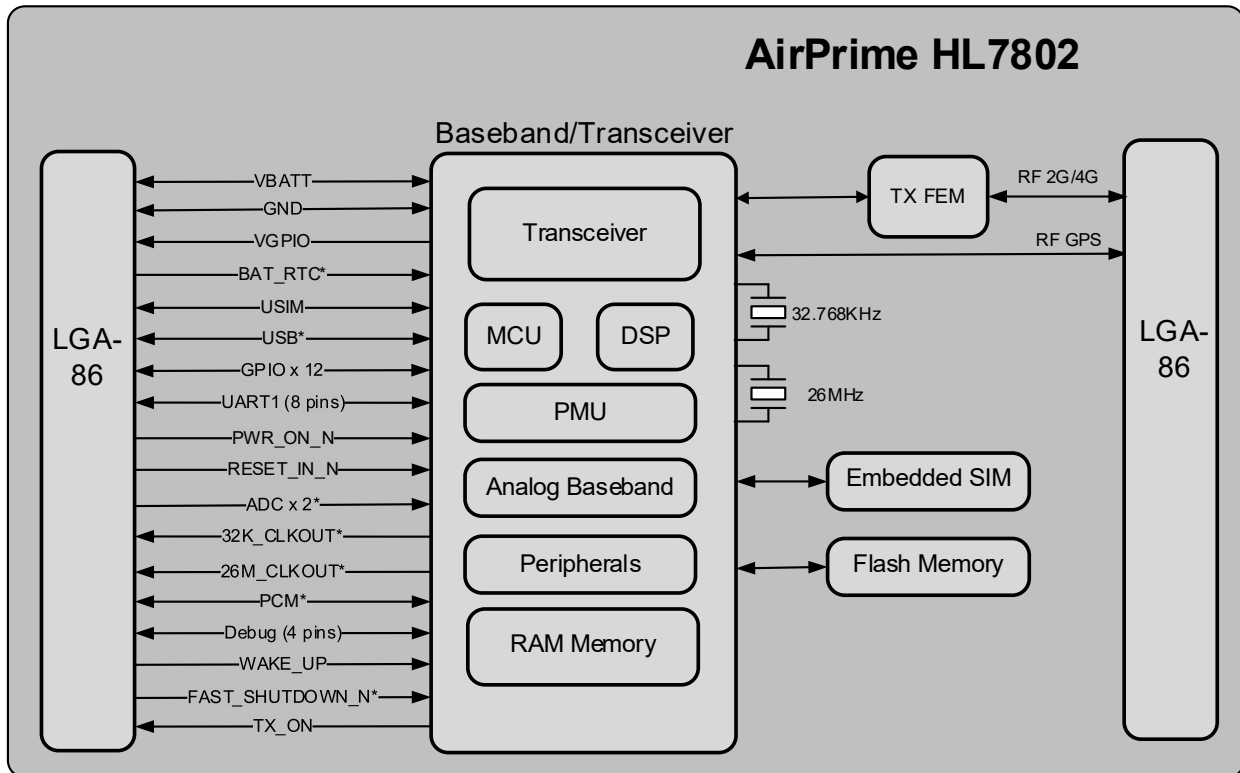 AirPrime HL7802
Baseband/Transceiver
LGA-
86
VBATT
GND
VGPIO
BAT_RTC*
USIM
USB*
GPIO x 12
UART1 (8 pins)
PWR_ON_N
RESET_IN_N
ADC x 2*
32K_CLKOUT*
26M_CLKOUT*
PCM*
Debug (4 pins)
WAKE_UP
FAST_SHUTDOWN_N*
TX_ON
Transceiver
MCU
DSP
PMU
Analog Baseband
Peripherals
RAM Memory
TX FEM
RF 2G/4G
RF GPS
32.768KHz
26MHz
Embedded SIM
Flash Memory
LGA-
86